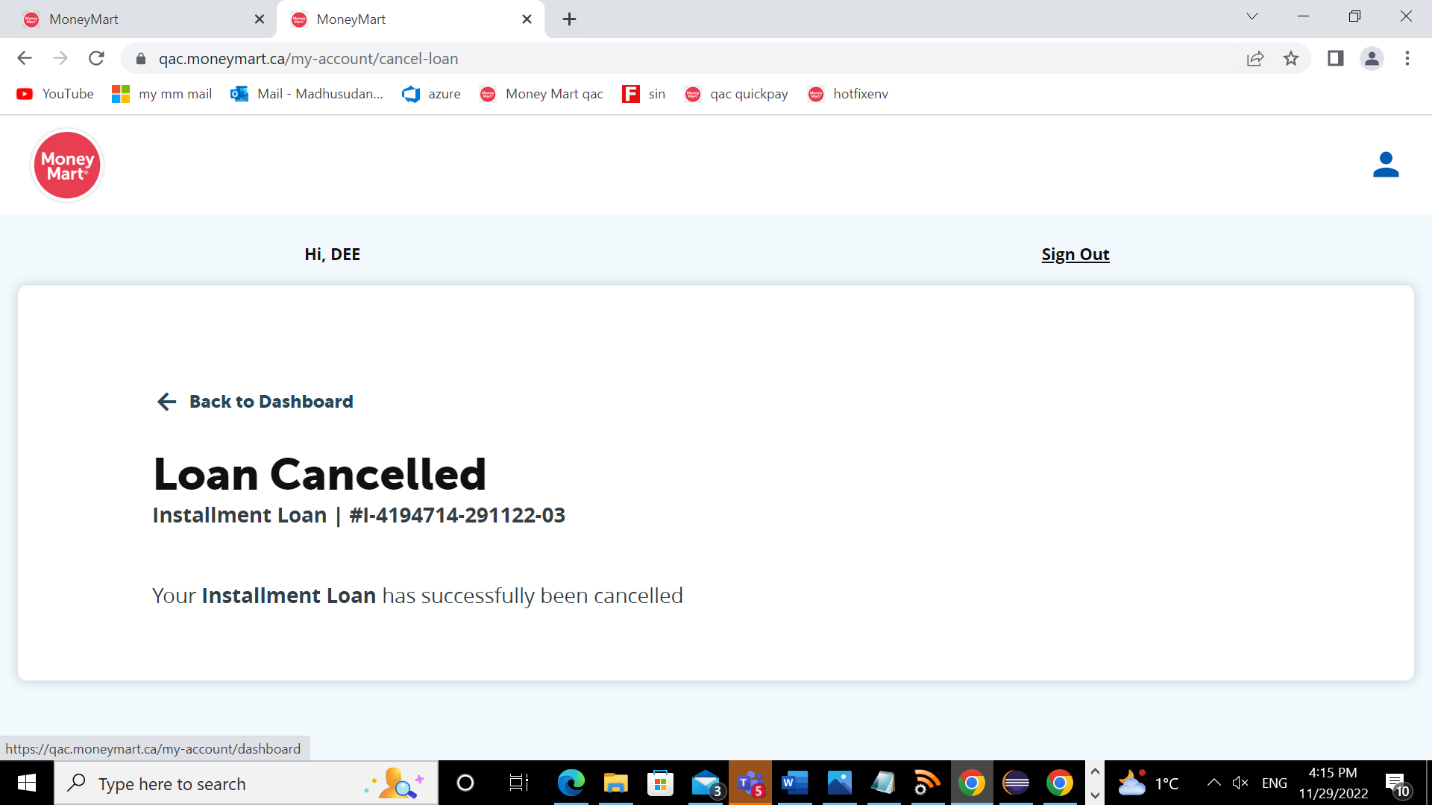 MoneyMart
MoneyMart
qac.moneymart.ca/my-account/cancel-loan
YouTube
my mm mail
Mail - Madhusudan...
azure
Money Mart qac
sin
qac quickpay
hotfixenv
Money
Mart
Hi, DEE
Sign Out
Back to Dashboard
Loan Cancelled
Installment Loan | #I-4194714-291122-03
Your Installment Loan has successfully been cancelled
https://qac.moneymart.ca/my-account/dashboard
Type here to search
3
5
1°C
ENG
4:15 PM
11/29/2022
10